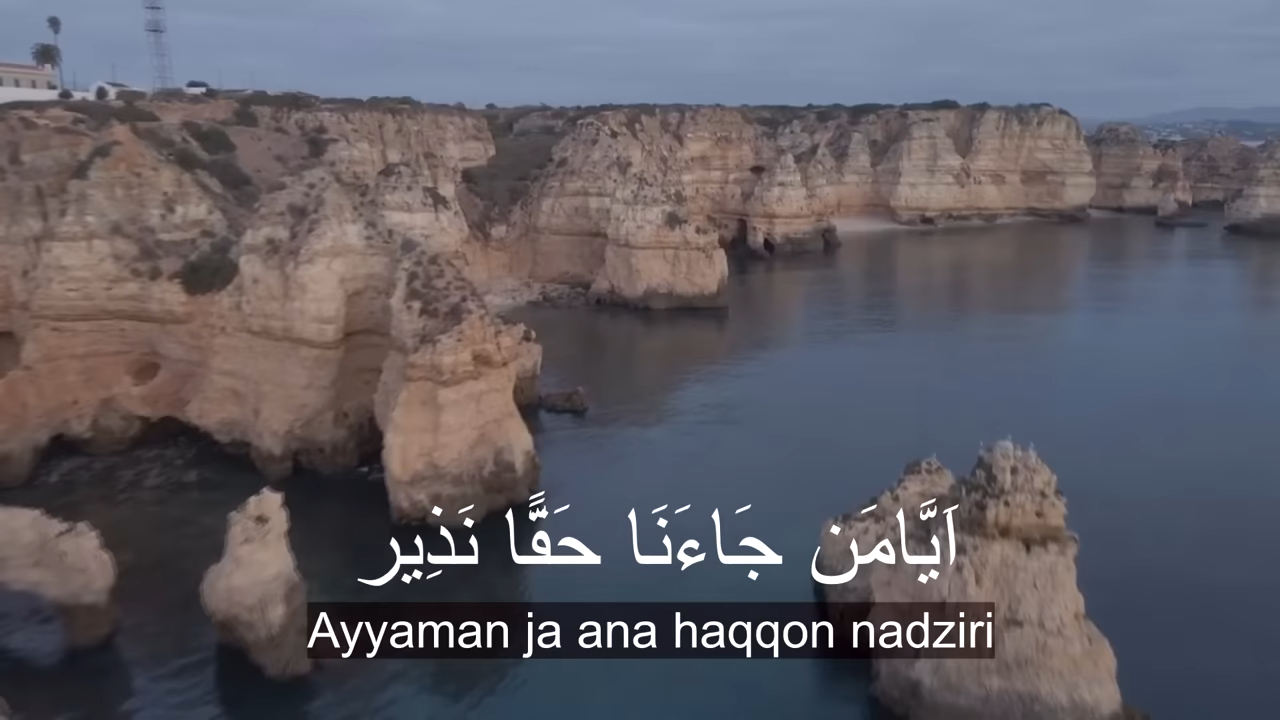 اَيَّامَن جَاءَنَا حَقًّا نَذِير
Ayyaman ja ana haqqon nadziri